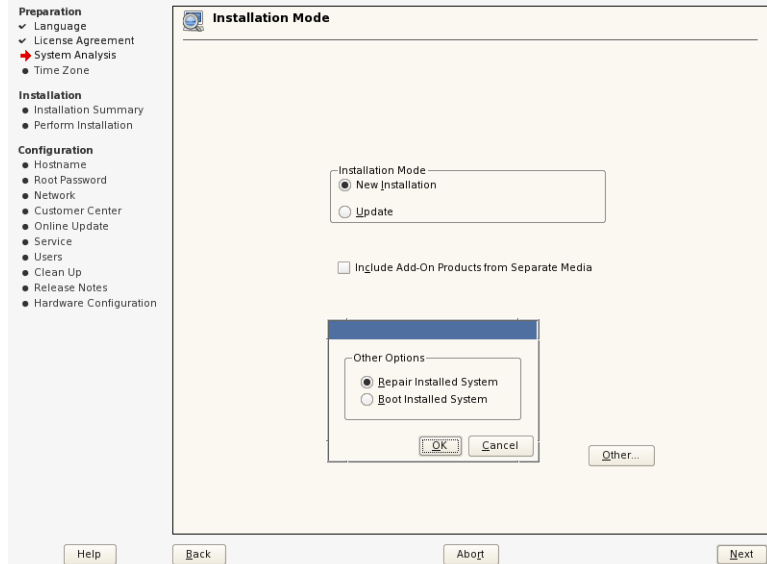 Preparation
Language
License Agreement
System Analysis
Time Zone
Installation
Installation Summary
Perform Installation
Configuration
Hostname
Root Password
Network
Customer Center
Online Update
Service
Users
Clean Up
Release Notes
Hardware Configuration
Installation Mode
Installation Mode
New Installation
Update
Include Add-On Products from Separate Media
Other Options
Repair Installed System
Boot Installed System
OK Cancel
Other...
Help Back Abort Next